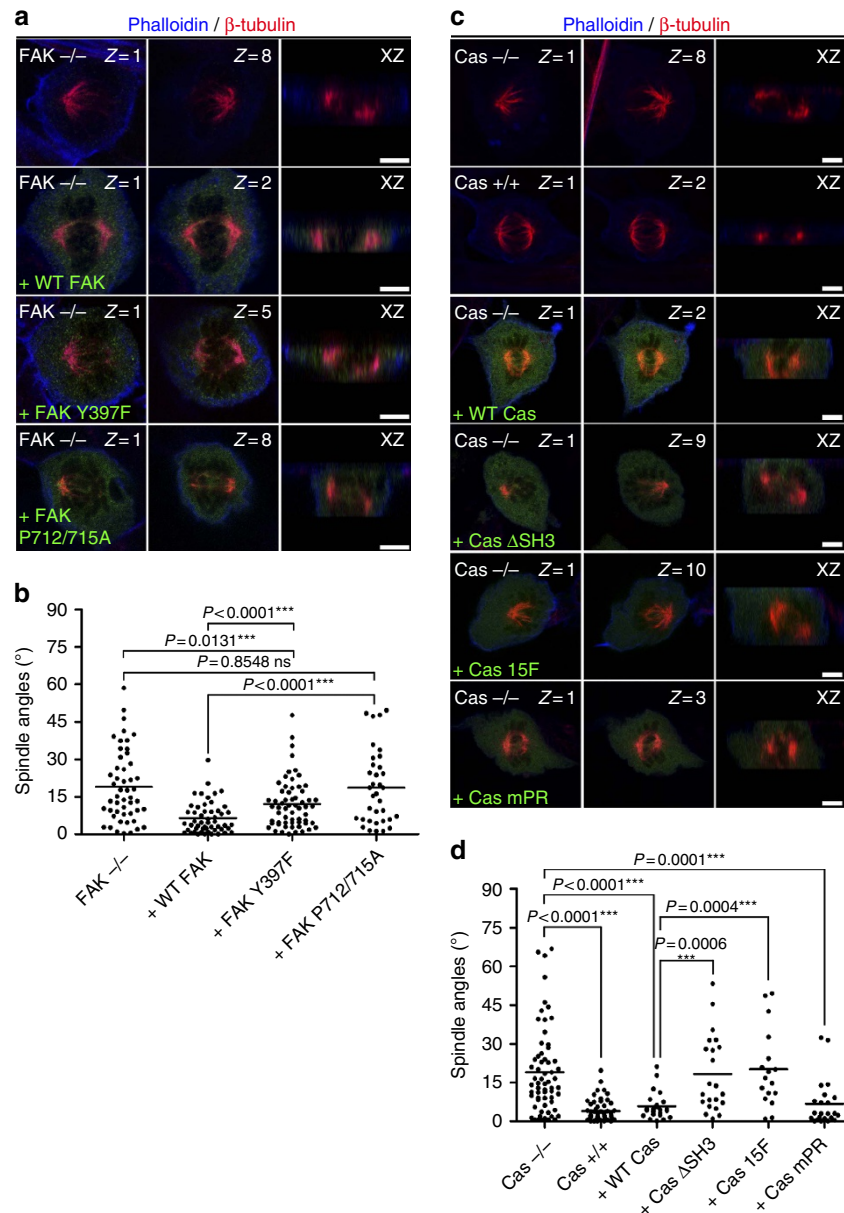 a
Phalloidin / β-tubulin
FAK –/– Z=1 Z=8 XZ
FAK –/– Z=1 Z=2 XZ
+ WT FAK
FAK –/– Z=1 Z=5 XZ
+ FAK Y397F
FAK –/– Z=1 Z=8 XZ
+ FAK
P712/715A
b
90
75
60
45
30
15
0
Spindle angles (°)
P<0.0001***
P=0.0131***
P=0.8548 ns
P<0.0001***
FAK –/–
+ WT FAK
+ FAK Y397F
+ FAK P712/715A
c
Phalloidin / β-tubulin
Cas –/– Z=1 Z=8 XZ
Cas +/+ Z=1 Z=2 XZ
Cas –/– Z=1 Z=2 XZ
+ WT Cas
Cas –/– Z=1 Z=9 XZ
+ Cas ΔSH3
Cas –/– Z=1 Z=10 XZ
+ Cas 15F
Cas –/– Z=1 Z=3 XZ
+ Cas mPR
d
90
75
60
45
30
15
0
Spindle angles (°)
P=0.0001***
P<0.0001***
P<0.0001***
P=0.0004***
P=0.0006
***
Cas –/–
Cas +/+
+ WT Cas
+ Cas ΔSH3
+ Cas 15F
+ Cas mPR